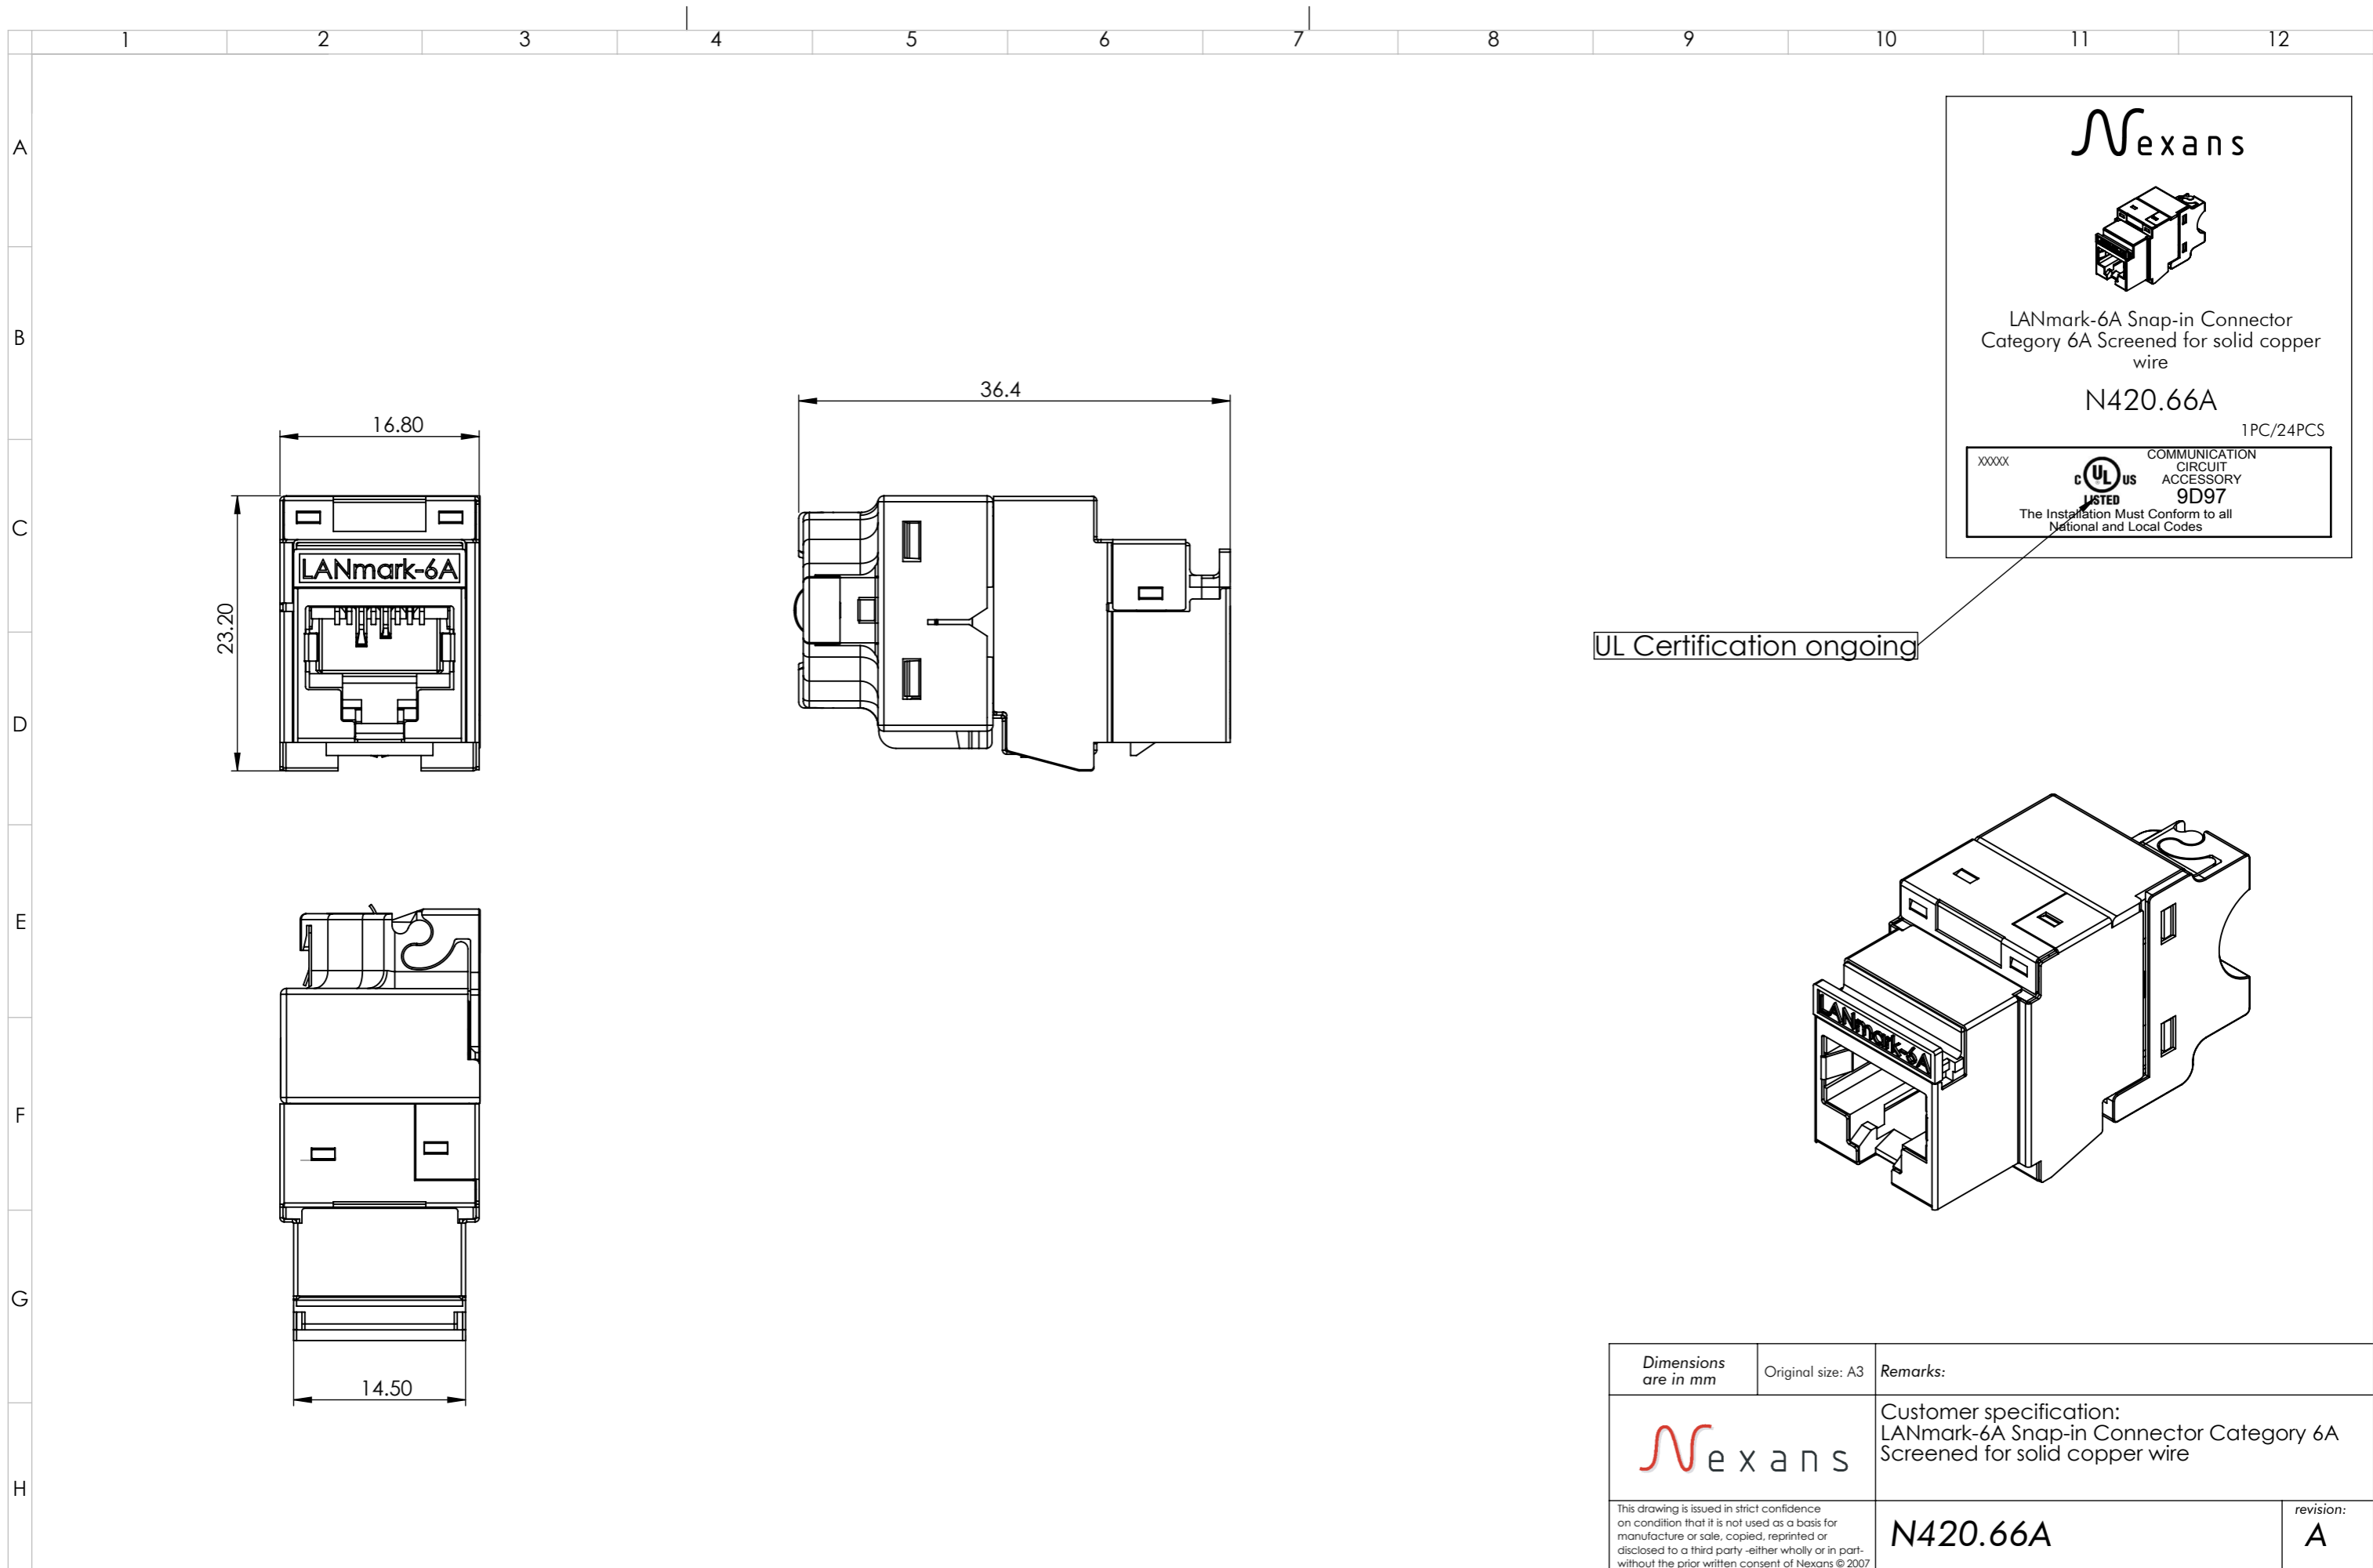 1 2 3 4 5 6 7 8 9 10 11 12
A
B
C
D
E
F
G
H
Nexans
LANmark-6A Snap-in Connector
Category 6A Screened for solid copper
wire
N420.66A
1PC/24PCS
XXXXX
C UL US
LISTED
COMMUNICATION
CIRCUIT
ACCESSORY
9D97
The Installation Must Conform to all
National and Local Codes
UL Certification ongoing
36.4
16.80
23.20
LANmark-6A
14.50
LANmark-6A
Dimensions
are in mm
Original size: A3
Remarks:
Nexans
Customer specification:
LANmark-6A Snap-in Connector Category 6A
Screened for solid copper wire
This drawing is issued in strict confidence
on condition that it is not used as a basis for
manufacture or sale, copied, reprinted or
disclosed to a third party -either wholly or in part-
without the prior written consent of Nexans © 2007
N420.66A
revision:
A